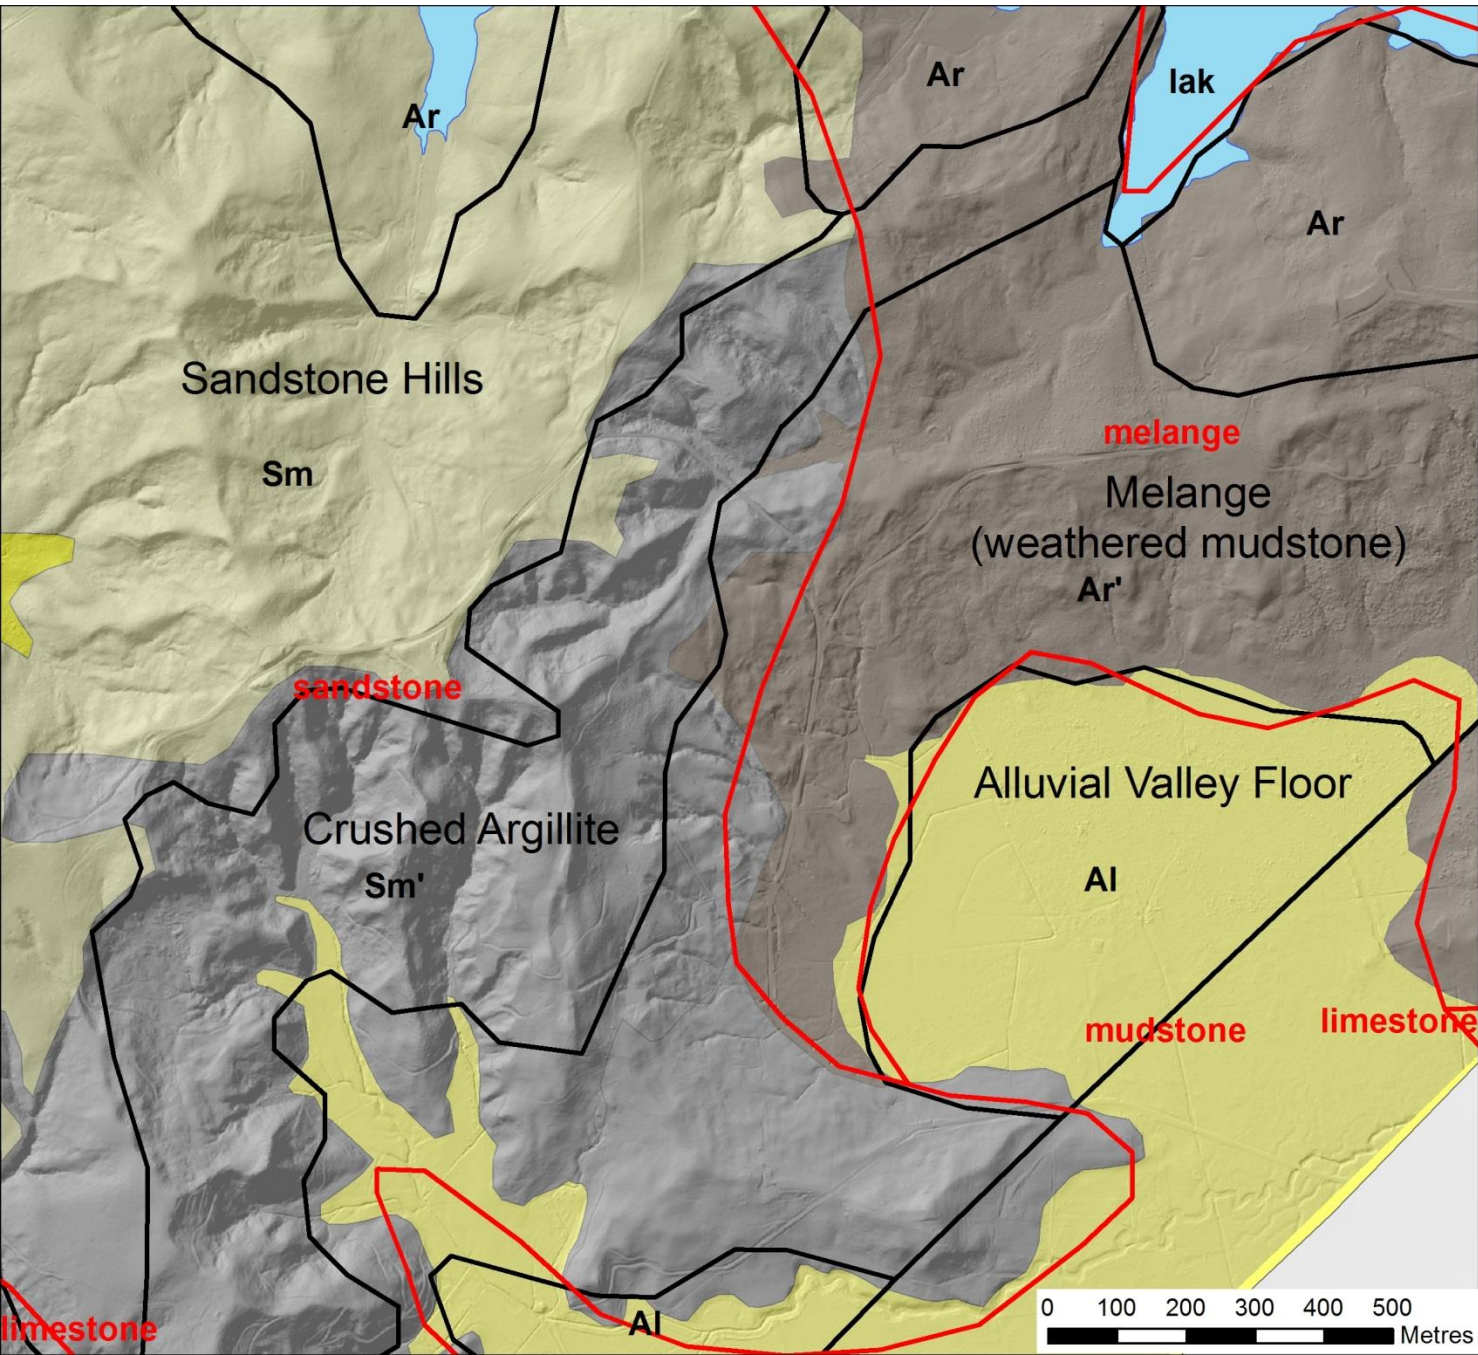 Ar
lak
Ar
Ar
Sandstone Hills
melange
Sm
Melange
(weathered mudstone)
Ar'
sandstone
Alluvial Valley Floor
Crushed Argillite
Al
Sm'
mudstone
limestone
limestone
Al
0 100 200 300 400 500
Metres